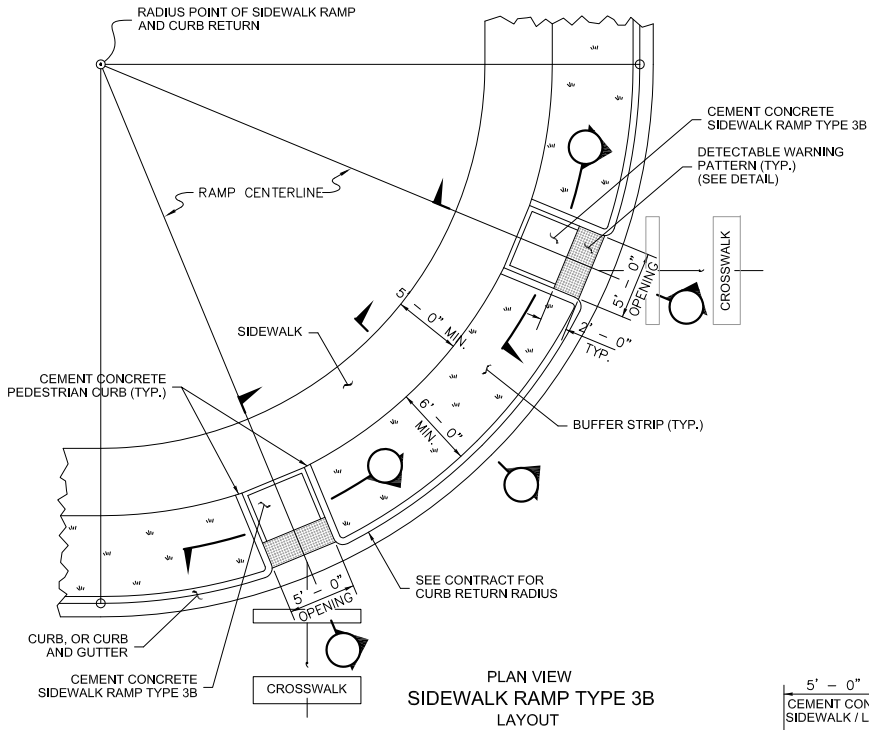 RADIUS POINT OF SIDEWALK RAMP
AND CURB RETURN
CEMENT CONCRETE
SIDEWALK RAMP TYPE 3B
DETECTABLE WARNING
PATTERN (TYP.)
(SEE DETAIL)
RAMP CENTERLINE
CROSSWALK
5' - 0"
OPENING
5' - 0" MIN.
2' - 0"
TYP.
SIDEWALK
CEMENT CONCRETE
PEDESTRIAN CURB (TYP.)
6' - 0"
MIN.
BUFFER STRIP (TYP.)
SEE CONTRACT FOR
CURB RETURN RADIUS
5' - 0"
OPENING
CURB, OR CURB
AND GUTTER
CEMENT CONCRETE
SIDEWALK RAMP TYPE 3B
CROSSWALK
PLAN VIEW
SIDEWALK RAMP TYPE 3B
LAYOUT
5' - 0"
CEMENT CON
SIDEWALK / L